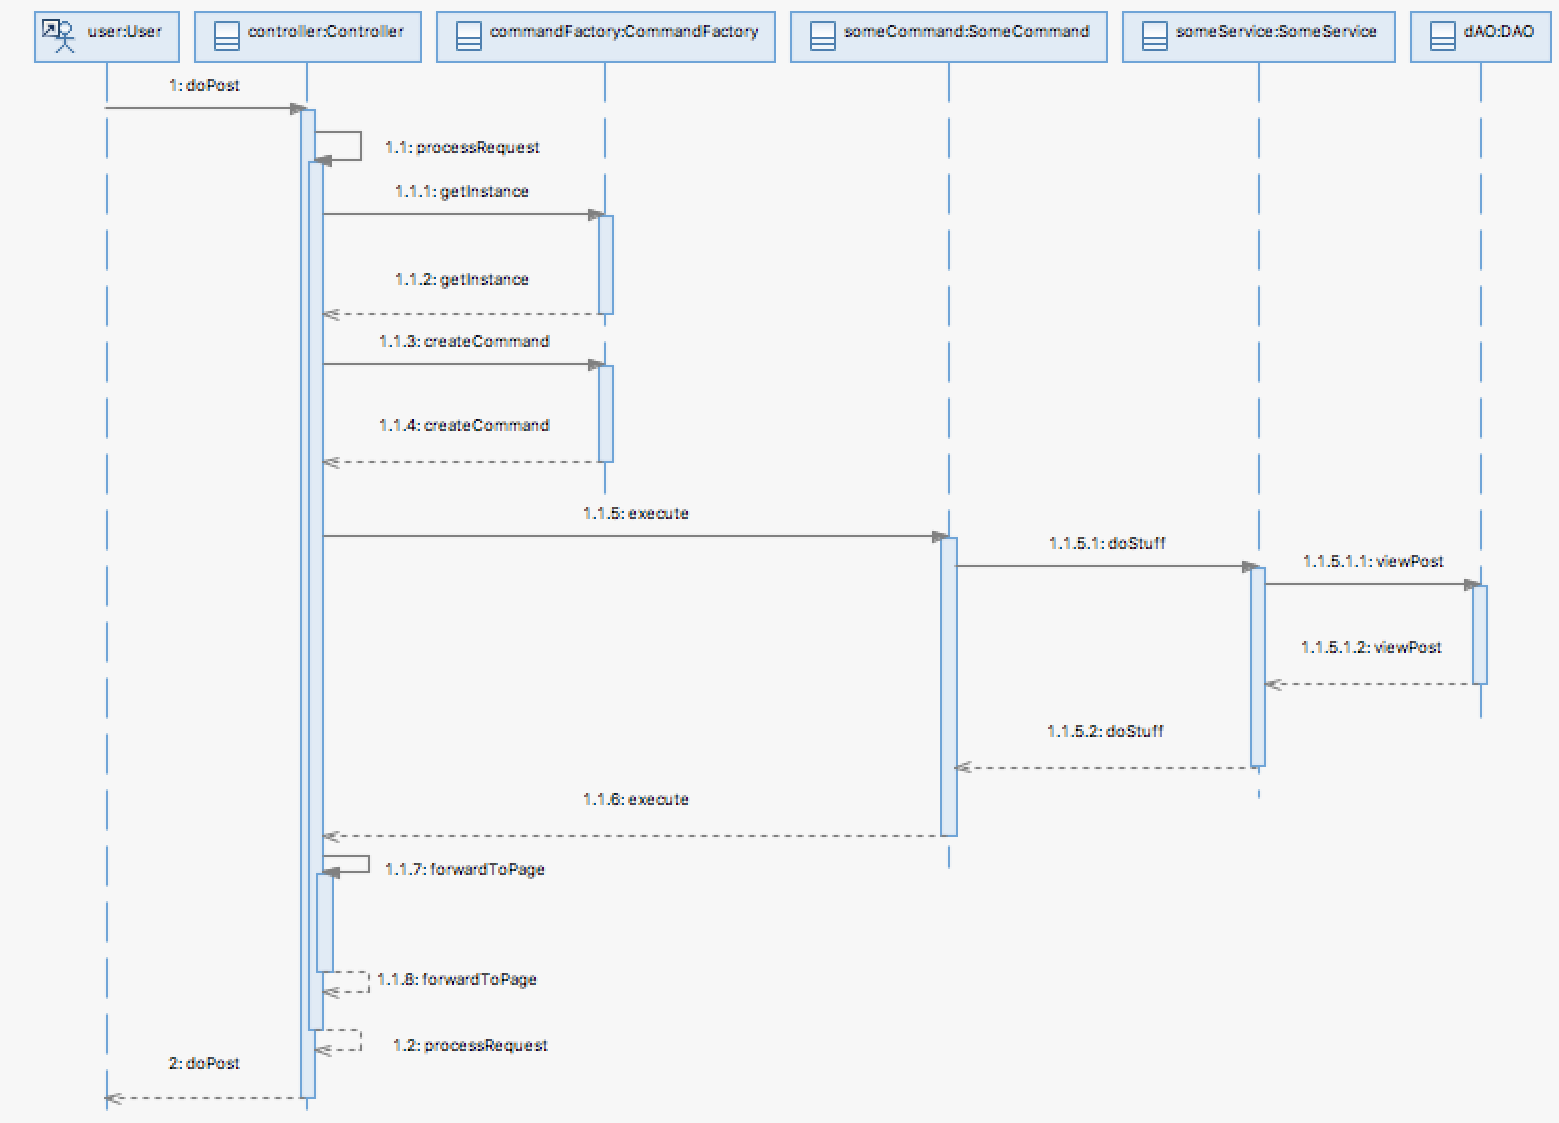 user:User
controller:Controller
commandFactory:CommandFactory
someCommand:SomeCommand
someService:SomeService
dAO:DAO
1: doPost
1.1: processRequest
1.1.1: getInstance
1.1.2: getInstance
1.1.3: createCommand
1.1.4: createCommand
1.1.5: execute
1.1.5.1: doStuff
1.1.5.1.1: viewPost
1.1.5.1.2: viewPost
1.1.5.2: doStuff
1.1.6: execute
1.1.7: forwardToPage
1.1.8: forwardToPage
1.2: processRequest
2: doPost